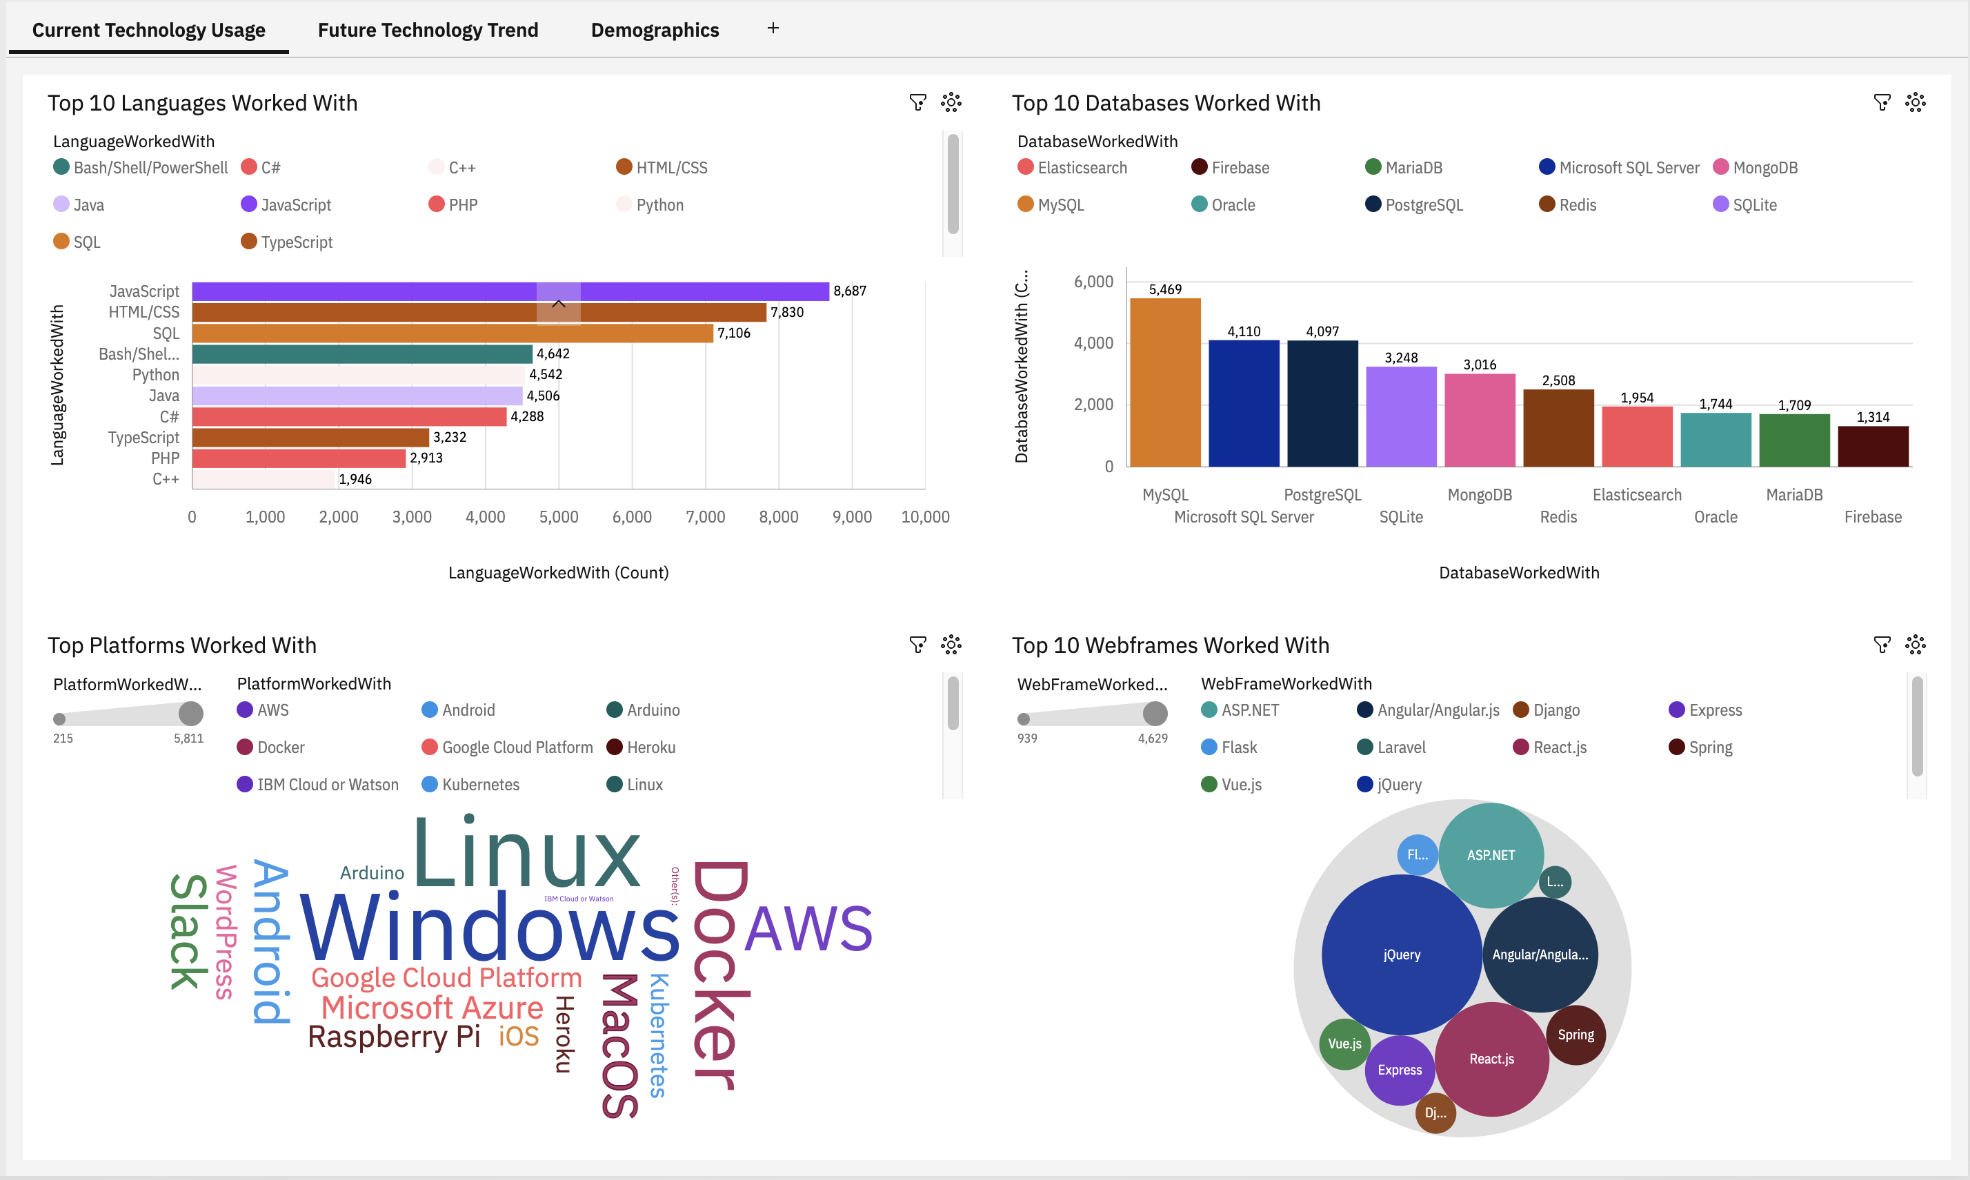 Current Technology Usage
Future Technology Trend
Demographics
+
Top 10 Languages Worked With
LanguageWorkedWith
Bash/Shell/PowerShell
C#
C++
HTML/CSS
Java
JavaScript
PHP
Python
SQL
TypeScript
LanguageWorkedWith
JavaScript
8,687
HTML/CSS
7,830
SQL
7,106
Bash/Shel...
4,642
Python
4,542
Java
4,506
C#
4,288
TypeScript
3,232
PHP
2,913
C++
1,946
0
1,000
2,000
3,000
4,000
5,000
6,000
7,000
8,000
9,000
10,000
LanguageWorkedWith (Count)
Top 10 Databases Worked With
DatabaseWorkedWith
Elasticsearch
Firebase
MariaDB
Microsoft SQL Server
MongoDB
MySQL
Oracle
PostgreSQL
Redis
SQLite
DatabaseWorkedWith (C...
6,000
4,000
2,000
0
5,469
4,110
4,097
3,248
3,016
2,508
1,954
1,744
1,709
1,314
MySQL
Microsoft SQL Server
PostgreSQL
SQLite
MongoDB
Redis
Elasticsearch
Oracle
MariaDB
Firebase
DatabaseWorkedWith
Top Platforms Worked With
PlatformWorkedW...
215
5,811
PlatformWorkedWith
AWS
Android
Arduino
Docker
Google Cloud Platform
Heroku
IBM Cloud or Watson
Kubernetes
Linux
Slack
WordPress
Android
Arduino
Linux
Windows
IBM Cloud or Watson
Other(s):
Docker
AWS
Google Cloud Platform
Microsoft Azure
Raspberry Pi
iOS
Heroku
MacOS
Kubernetes
Top 10 Webframes Worked With
WebFrameWorked...
939
4,629
WebFrameWorkedWith
ASP.NET
Angular/Angular.js
Django
Express
Flask
Laravel
React.js
Spring
Vue.js
jQuery
Fl...
ASP.NET
L...
jQuery
Angular/Angula...
Vue.js
Express
React.js
Spring
Dj...